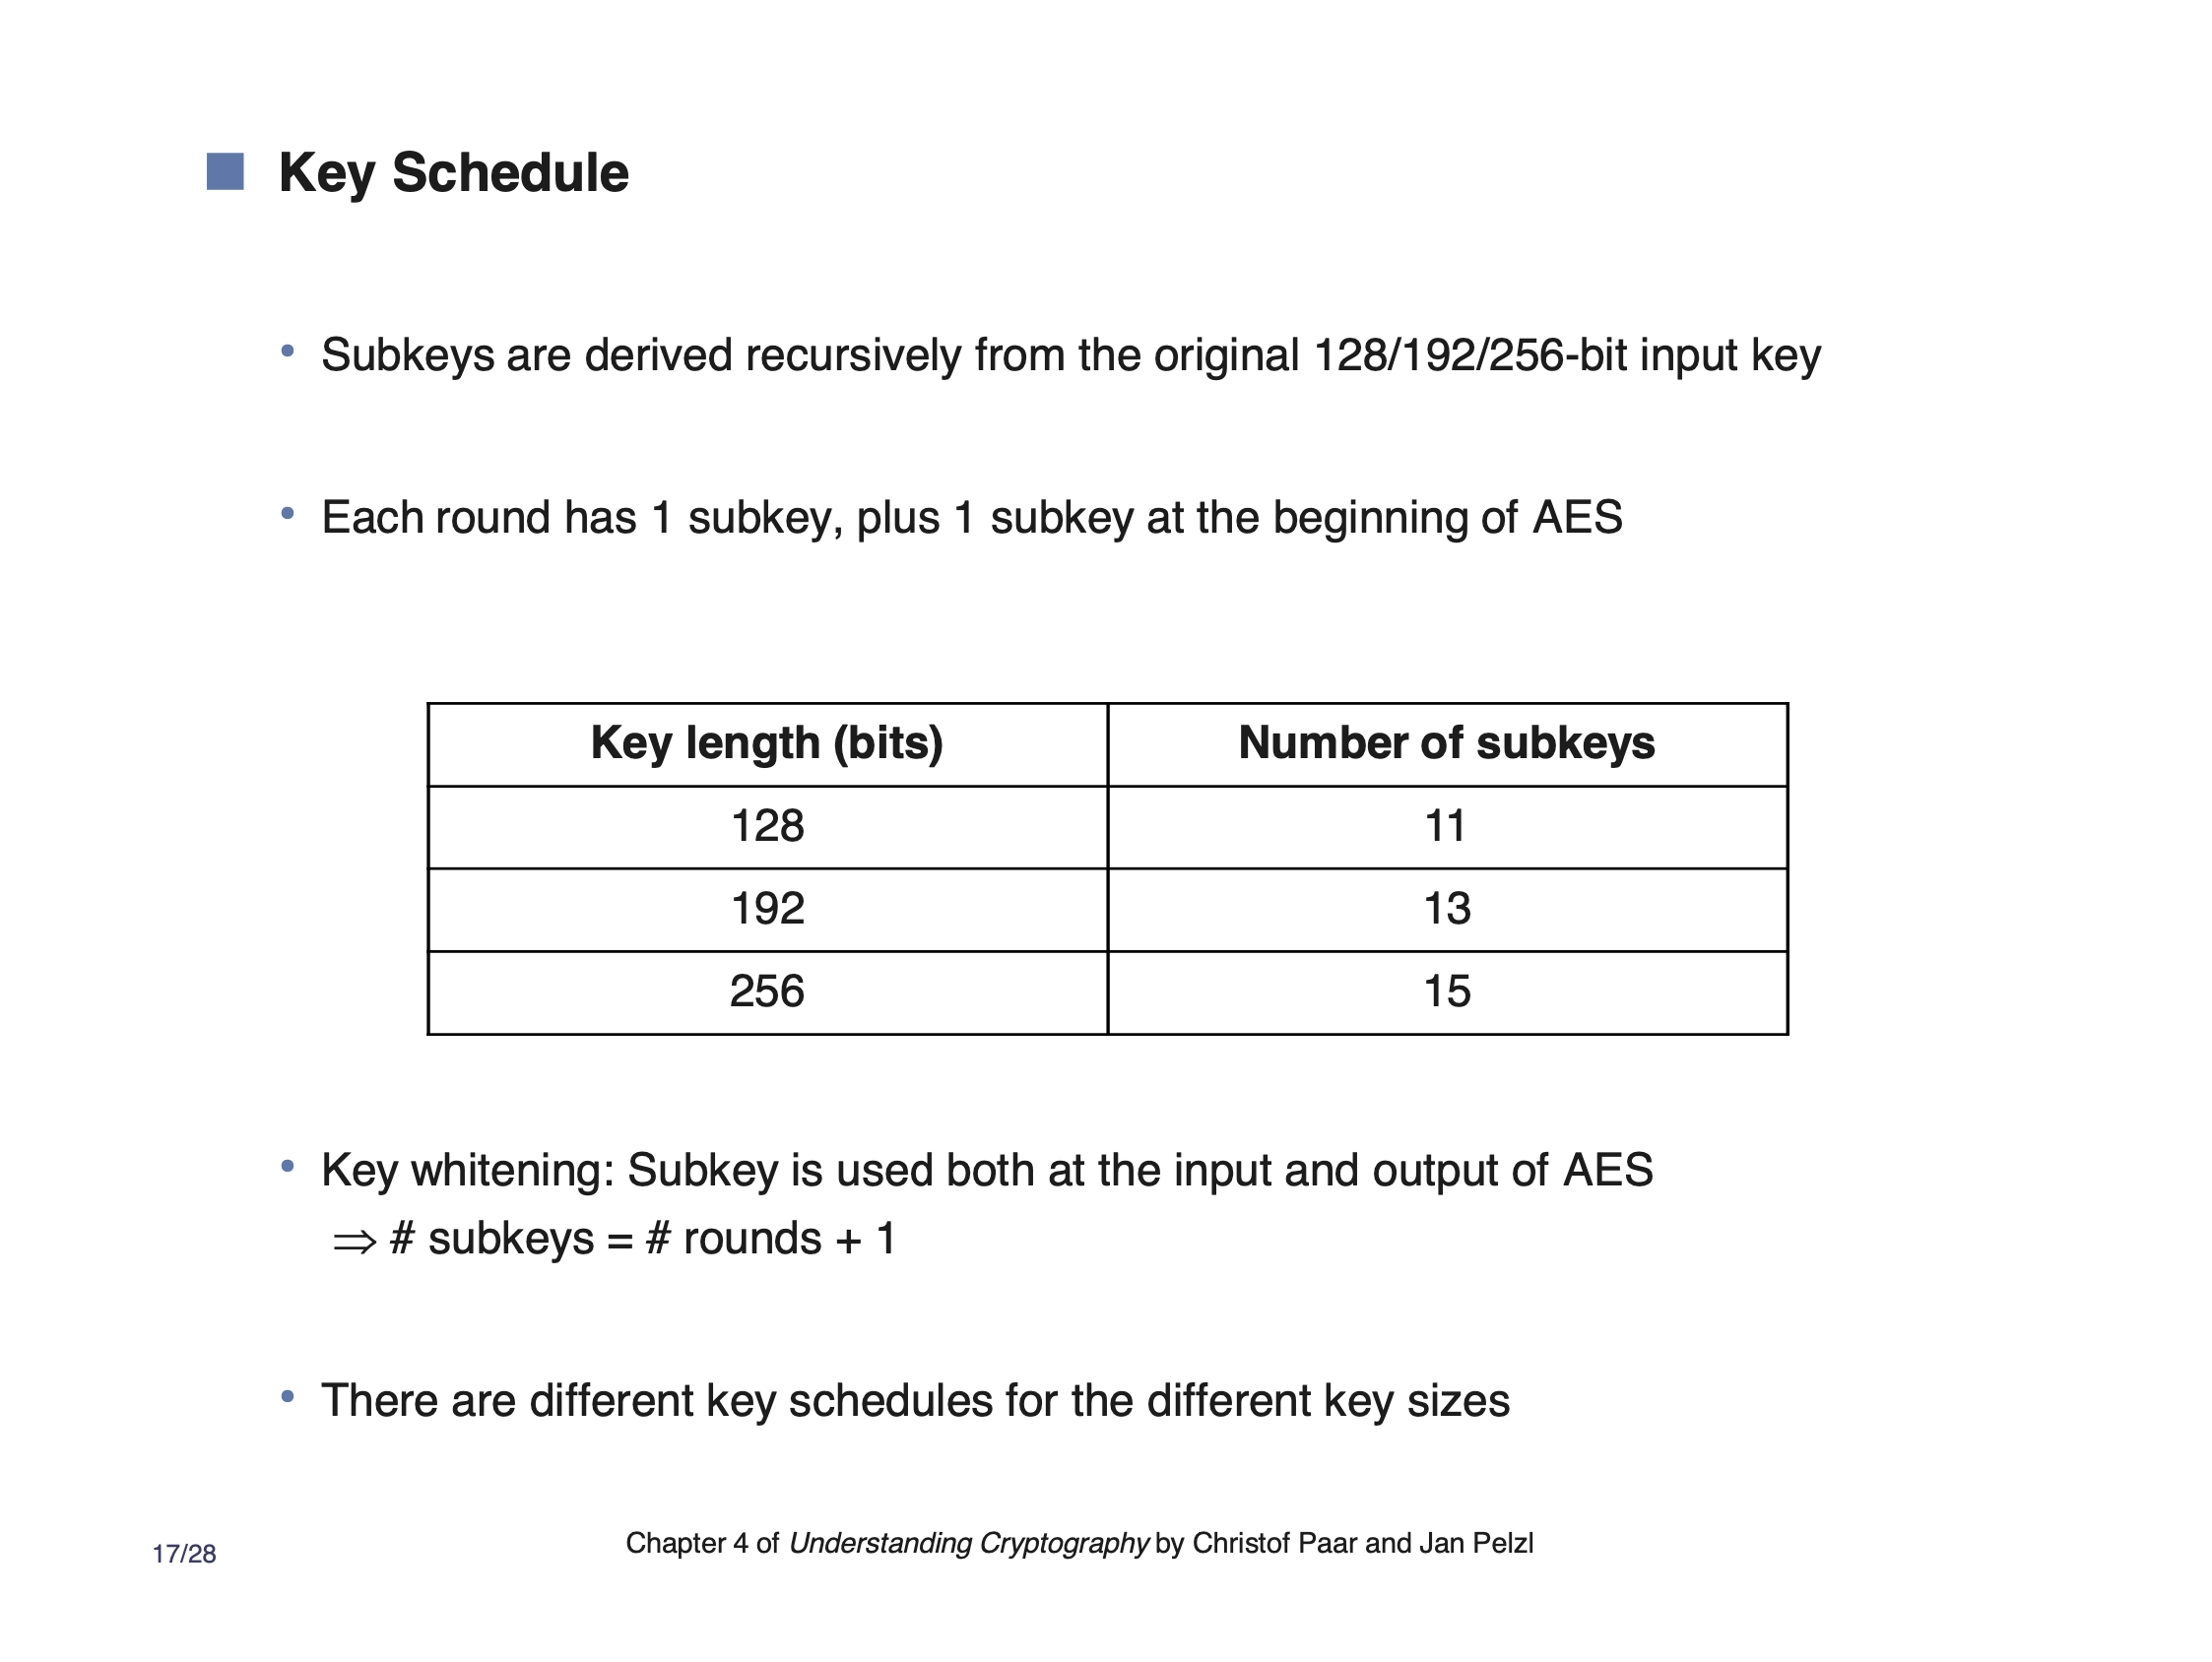 Key Schedule
• Subkeys are derived recursively from the original 128/192/256-bit input key
• Each round has 1 subkey, plus 1 subkey at the beginning of AES
Key length (bits) Number of subkeys
128 11
192 13
256 15
• Key whitening: Subkey is used both at the input and output of AES
⇒ # subkeys = # rounds + 1
• There are different key schedules for the different key sizes
17/28 Chapter 4 of Understanding Cryptography by Christof Paar and Jan Pelzl